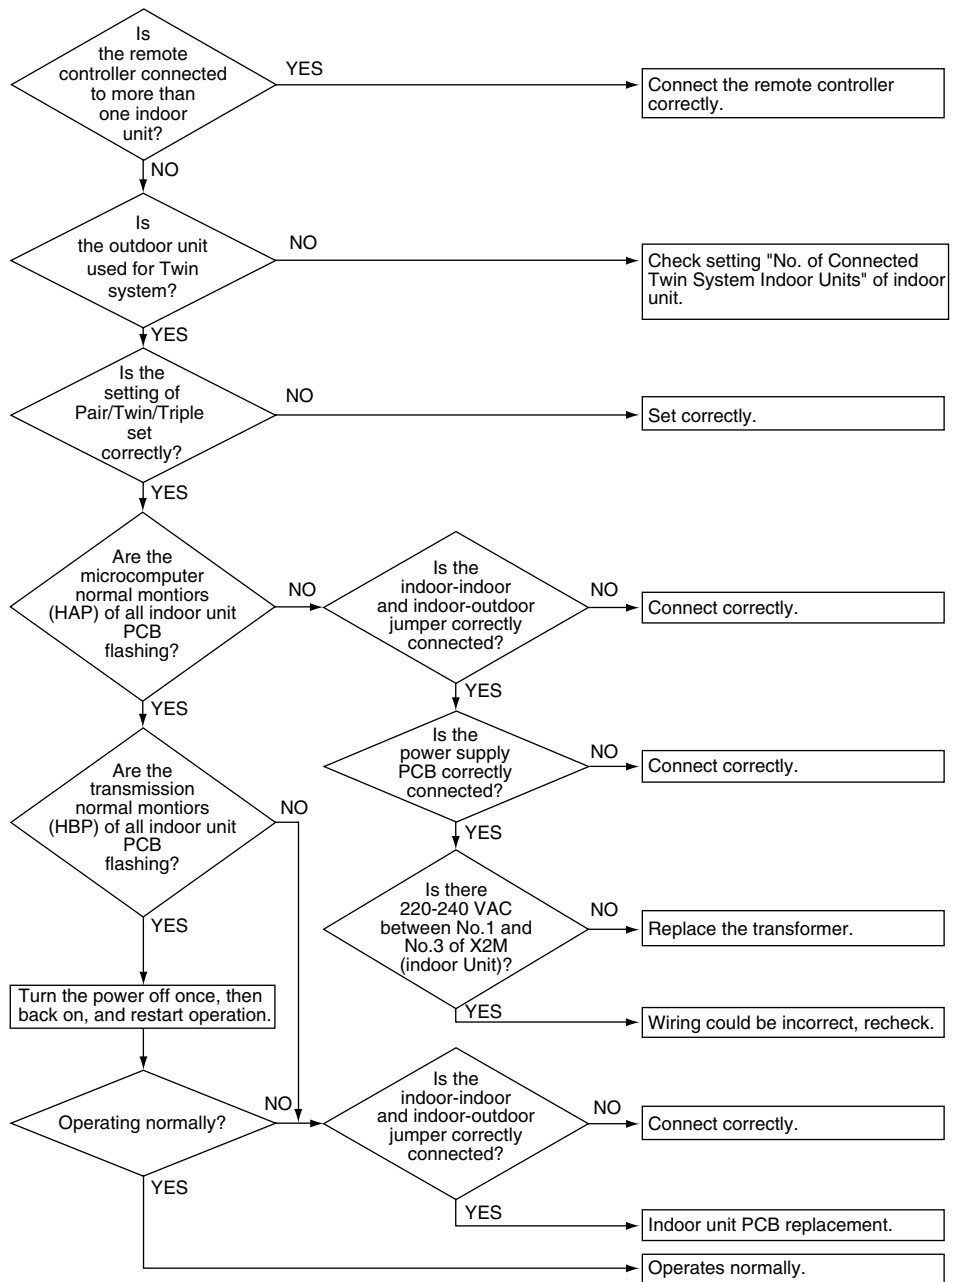 Is
the remote
controller connected
to more than
one indoor
unit?
YES
Connect the remote controller
correctly.
NO
Is
the outdoor unit
used for Twin
system?
NO
Check setting "No. of Connected
Twin System Indoor Units" of indoor
unit.
YES
Is the
setting of
Pair/Twin/Triple
set
correctly?
NO
Set correctly.
YES
Are the
microcomputer
normal montiors
(HAP) of all indoor unit
PCB
flashing?
NO
Is the
indoor-indoor
and indoor-outdoor
jumper correctly
connected?
NO
Connect correctly.
YES
YES
Is the
power supply
PCB correctly
connected?
NO
Connect correctly.
Are the
transmission
normal montiors
(HBP) of all indoor unit
PCB
flashing?
NO
YES
Is there
220-240 VAC
between No.1 and
No.3 of X2M
(indoor Unit)?
NO
Replace the transformer.
YES
YES
Wiring could be incorrect, recheck.
Turn the power off once, then
back on, and restart operation.
Operating normally?
NO
Is the
indoor-indoor
and indoor-outdoor
jumper correctly
connected?
NO
Connect correctly.
YES
YES
Indoor unit PCB replacement.
Operates normally.